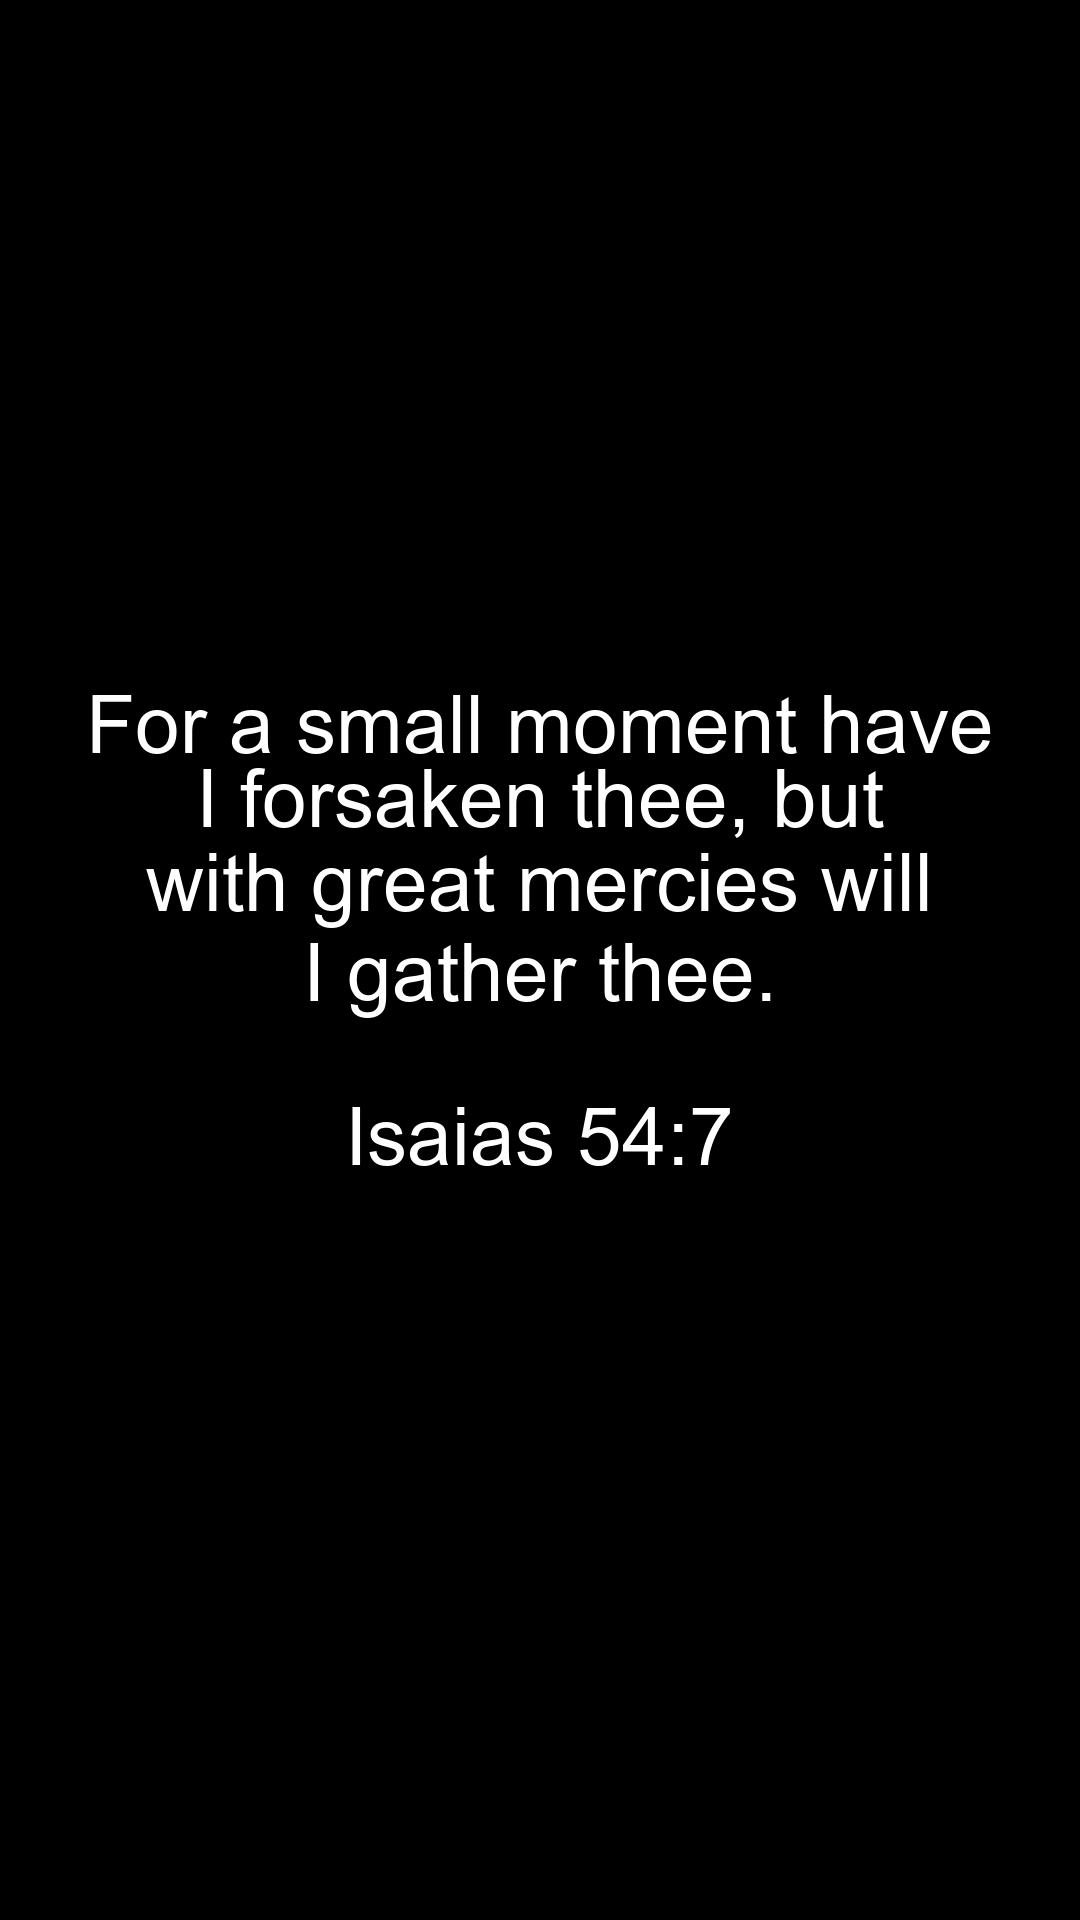 For a small moment have
I forsaken thee, but
with great mercies will
I gather thee.
Isaias 54:7